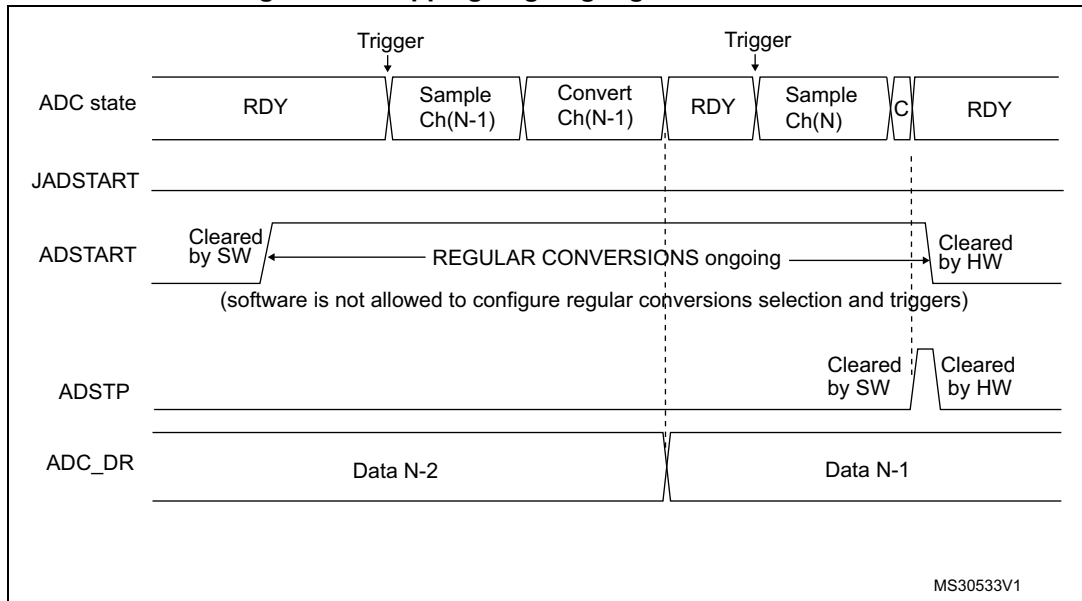 Trigger Trigger
ADC state RDY Sample Ch(N-1) Convert Ch(N-1) RDY Sample Ch(N) C RDY
JADSTART
ADSTART Cleared by SW REGULAR CONVERSIONS ongoing Cleared by HW
(software is not allowed to configure regular conversions selection and triggers)
ADSTP Cleared by SW Cleared by HW
ADC_DR Data N-2 Data N-1
MS30533V1